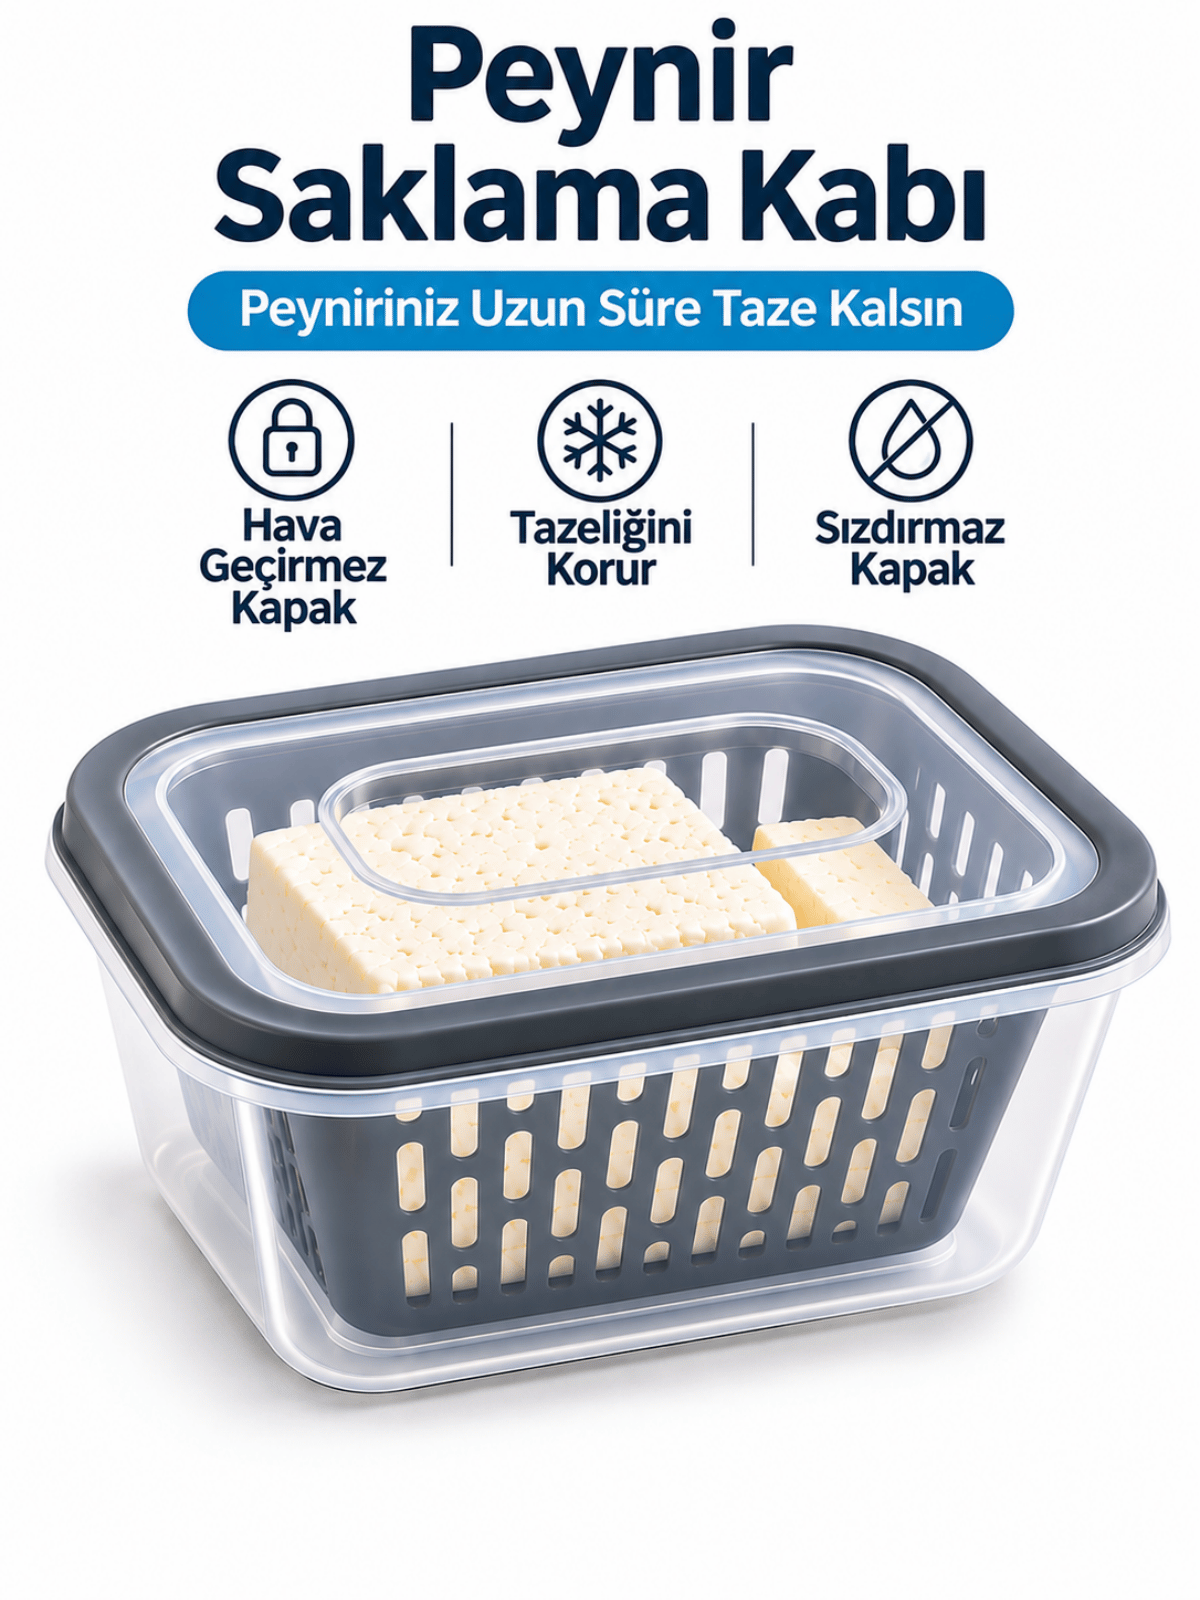 Peynir
Saklama Kabı
Peyniriniz Uzun Süre Taze Kalsın
Hava
Geçirmez
Kapak
Tazeliğini
Korur
Sızdırmaz
Kapak